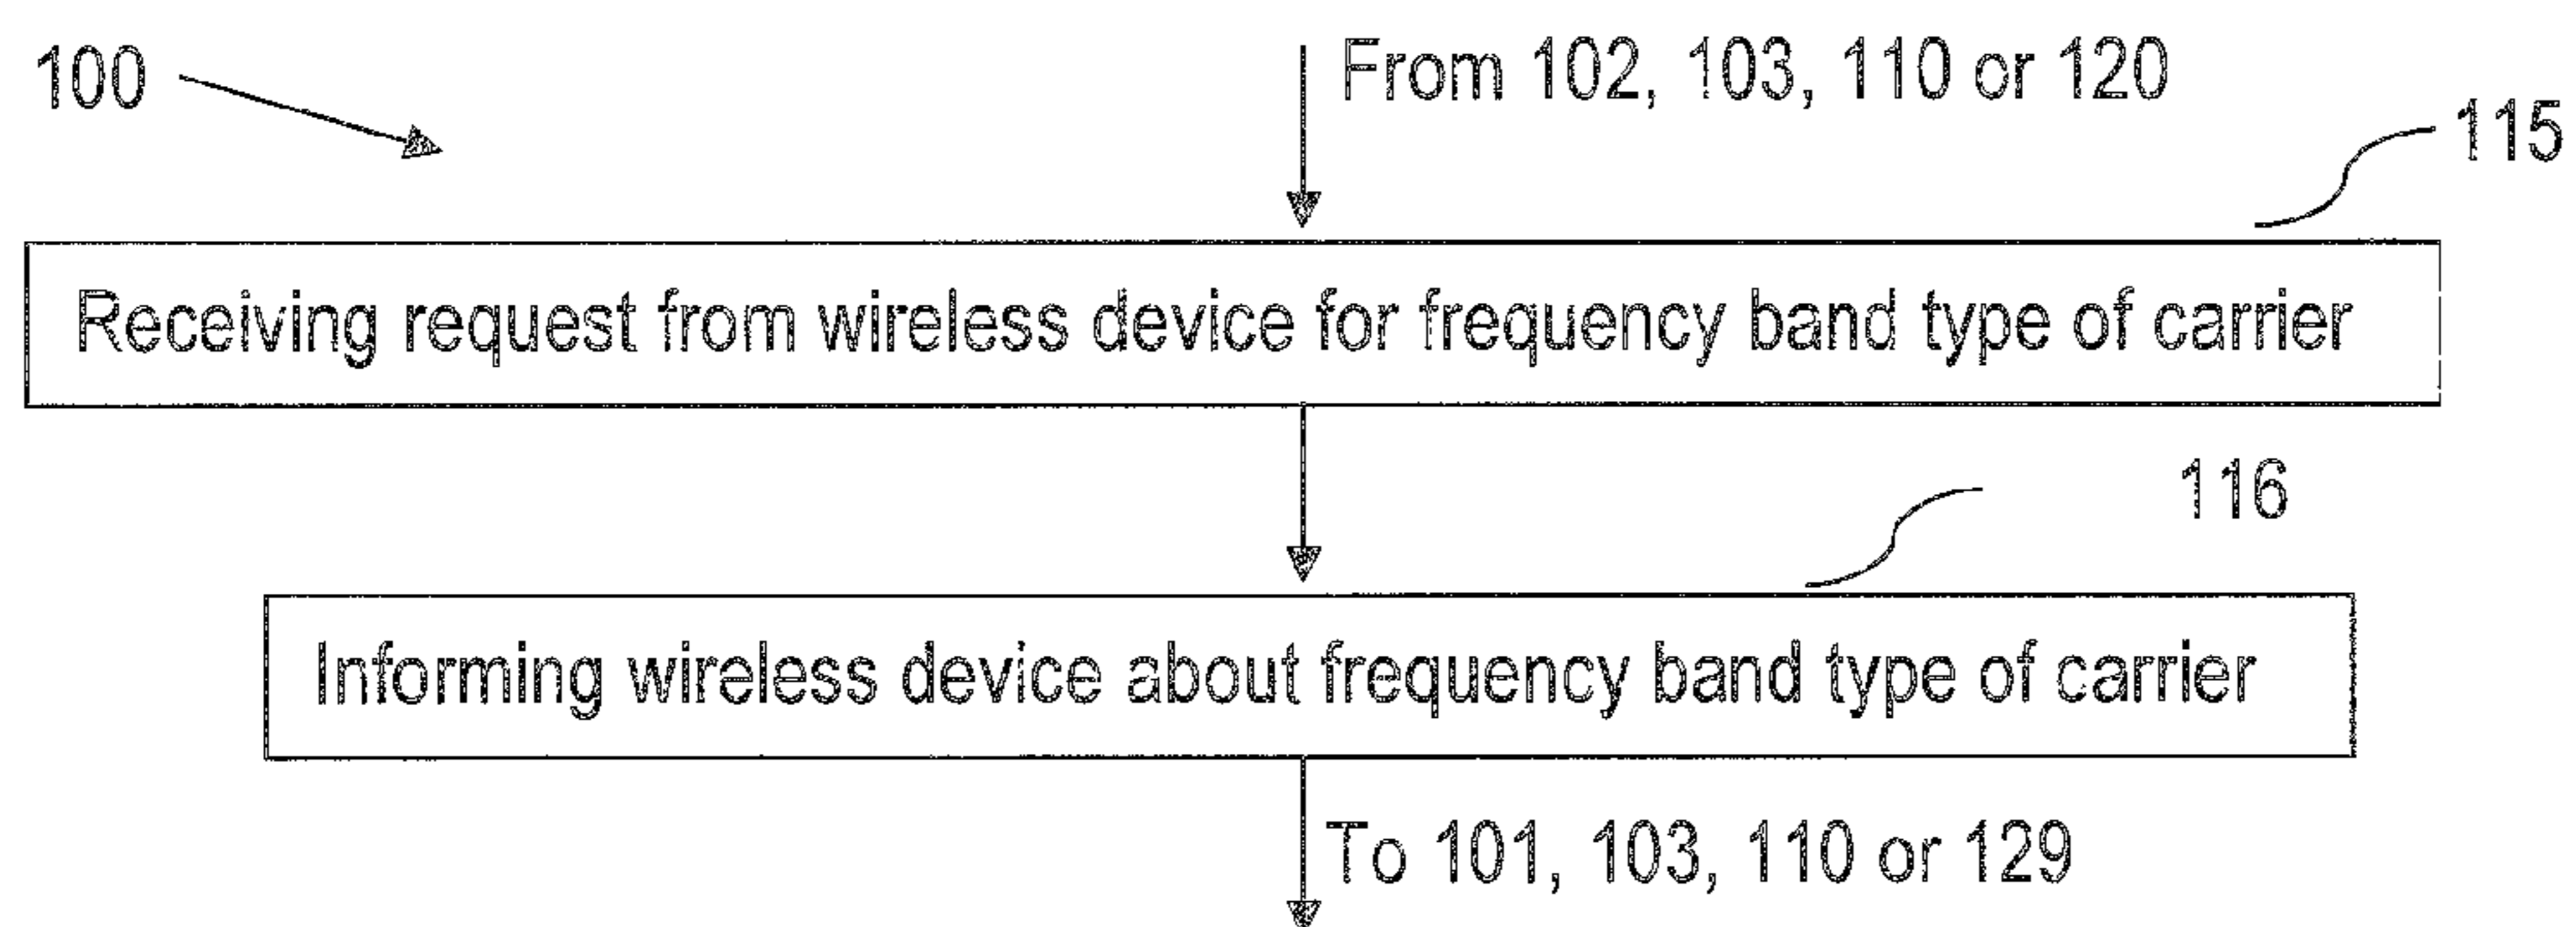 100
From 102, 103, 110 or 120
115
Receiving request from wireless device for frequency band type of carrier
116
Informing wireless device about frequency band type of carrier
To 101, 103, 110 or 129